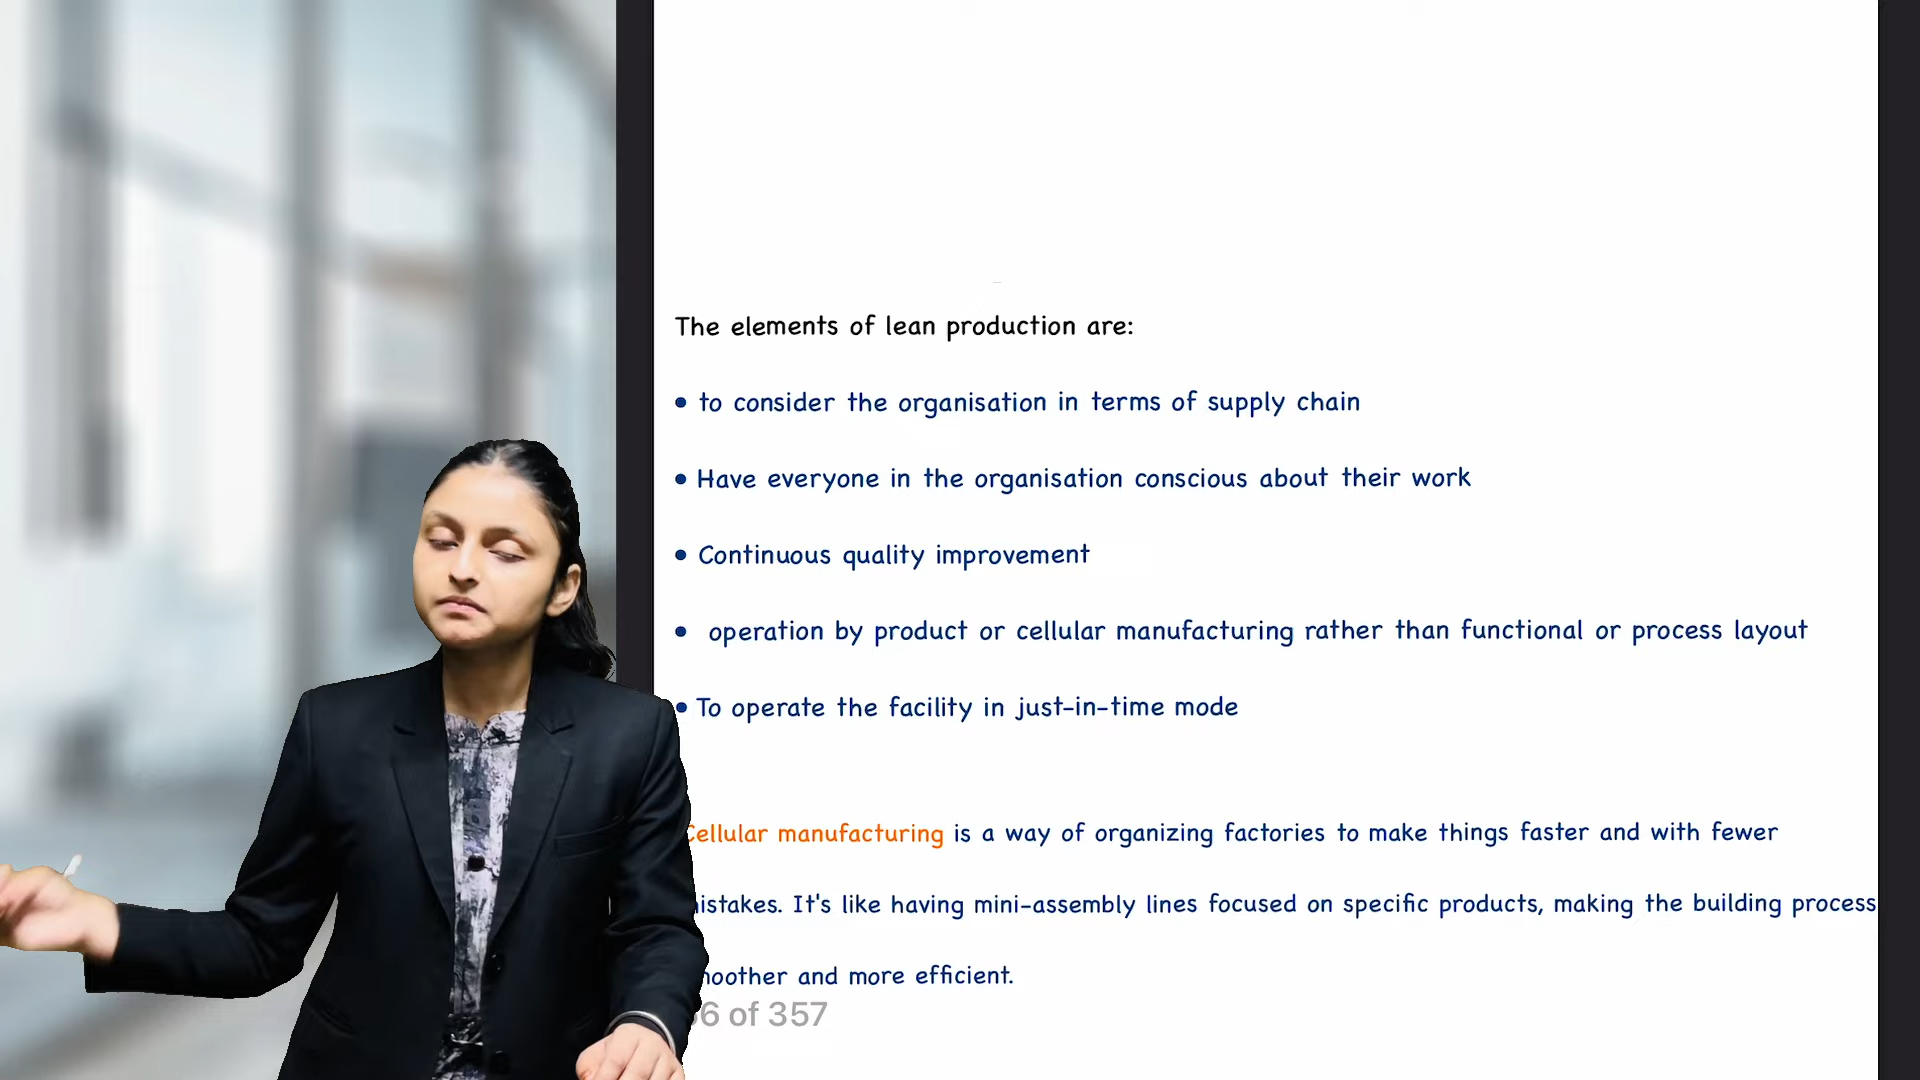 The elements of lean production are:
• to consider the organisation in terms of supply chain
• Have everyone in the organisation conscious about their work
• Continuous quality improvement
• operation by product or cellular manufacturing rather than functional or process layout
• To operate the facility in just-in-time mode
Cellular manufacturing is a way of organizing factories to make things faster and with fewer
mistakes. It's like having mini-assembly lines focused on specific products, making the building process
smoother and more efficient.
of 357